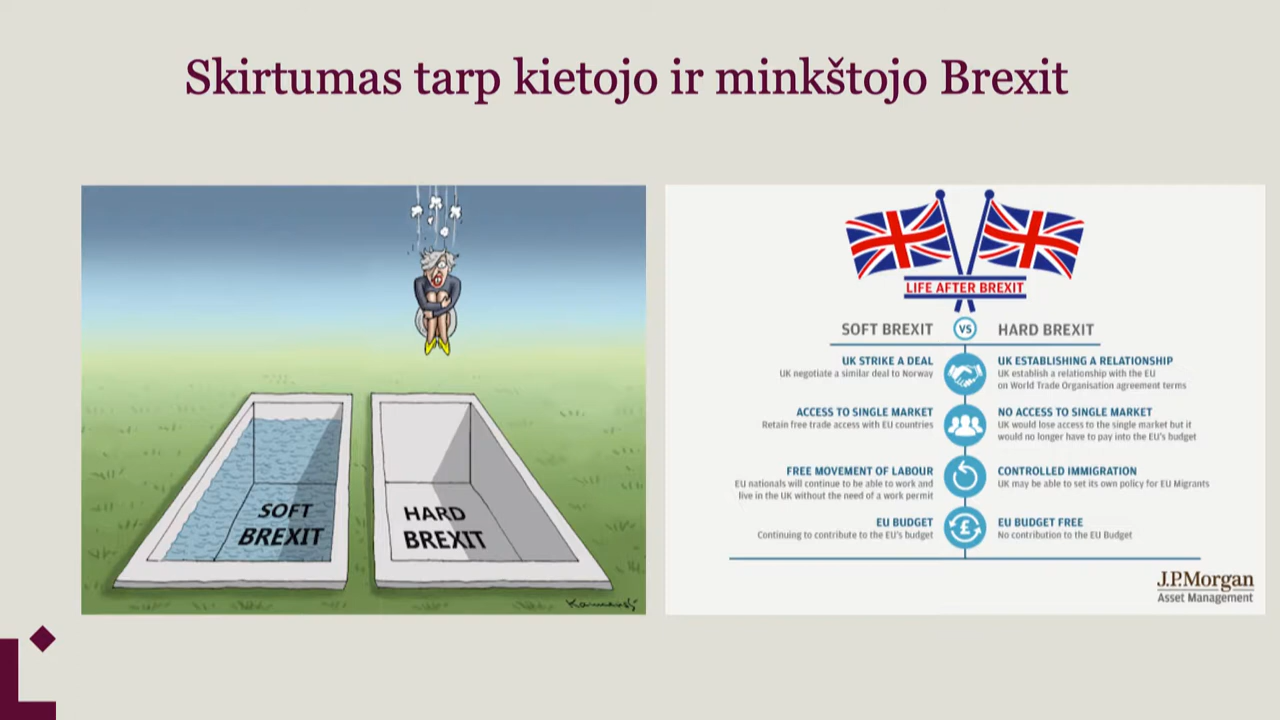 Skirtumas tarp kietojo ir minkštojo Brexit
SOFT
BREXIT
HARD
BREXIT
LIFE AFTER BREXIT
SOFT BREXIT VS HARD BREXIT
UK STRIKE A DEAL
UK negotiate a similar deal to Norway
UK ESTABLISHING A RELATIONSHIP
UK establish a relationship with the EU
on World Trade Organisation agreement terms
ACCESS TO SINGLE MARKET
Retain free trade access with EU countries
NO ACCESS TO SINGLE MARKET
UK would lose access to the single market but it
would no longer have to pay into the EU's budget
FREE MOVEMENT OF LABOUR
EU nationals will continue to be able to work and
live in the UK without the need of a work permit
CONTROLLED IMMIGRATION
UK may be able to set its own policy for EU Migrants
EU BUDGET
Continuing to contribute to the EU's budget
£
EU BUDGET FREE
No contribution to the EU Budget
J.P.Morgan
Asset Management